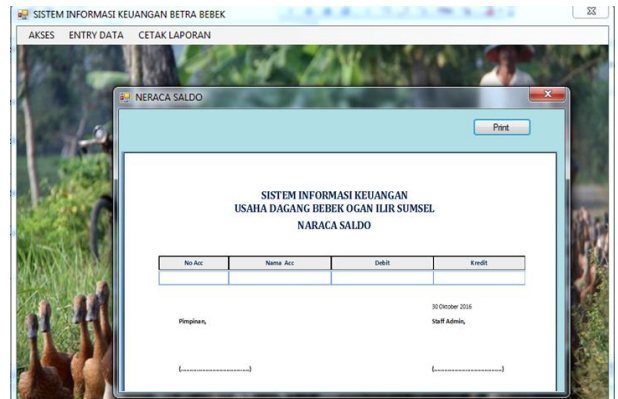 SISTEM INFORMASI KEUANGAN BETRA BEBEK
AKSES ENTRY DATA CETAK LAPORAN
NERACA SALDO
Print
SISTEM INFORMASI KEUANGAN
USAHA DAGANG BEBEK OGAN ILIR SUMSEL
NARACA SALDO
No Acc Nama Acc Debit Kredit
30 Oktober 2016
Pimpinan, Staff Admin,
(....................................) (....................................)